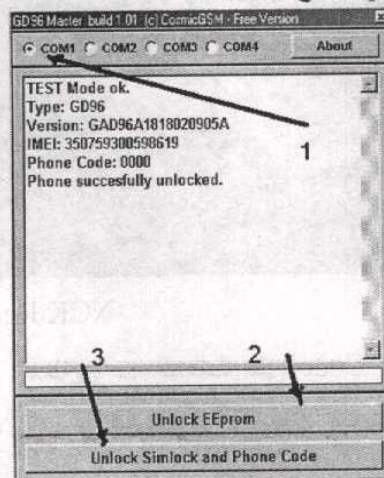 GD96 Master build 1.01 (c) CosmicGSM - Free Version
COM1 COM2 COM3 COM4 About
TEST Mode ok.
Type: GD96
Version: GAD96A1818020905A
IMEI: 350759300598619
Phone Code: 0000
Phone succesfully unlocked.
1
3 2
Unlock EEprom
Unlock Simlock and Phone Code